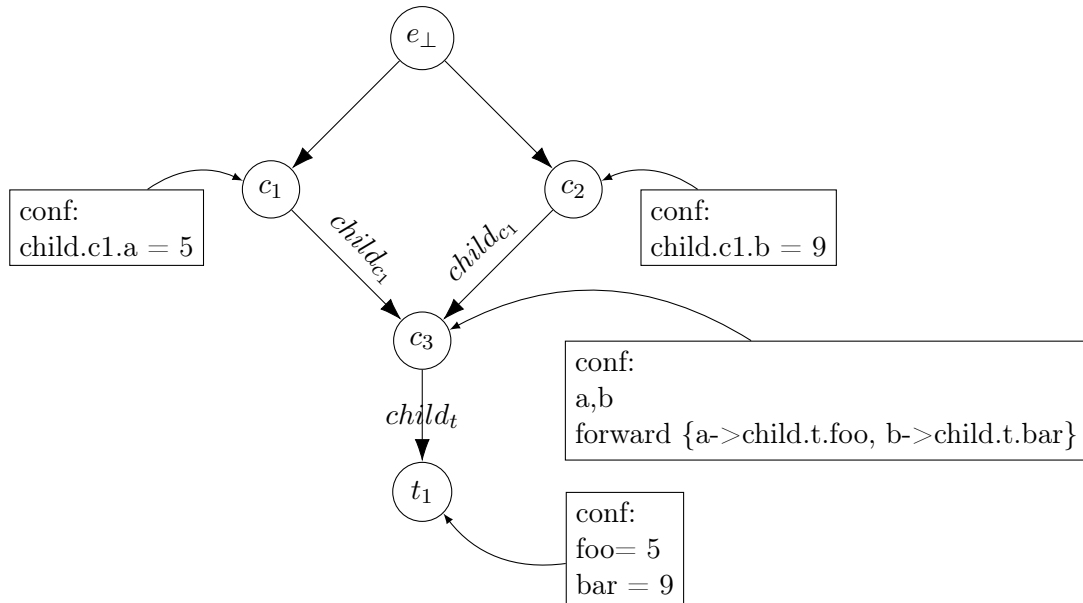 e⊥
c₁
c₂
conf:
child.c1.a = 5
conf:
child.c1.b = 9
child_c₁
child_c₁
c₃
conf:
a,b
forward {a->child.t.foo, b->child.t.bar}
child_t
t₁
conf:
foo= 5
bar = 9